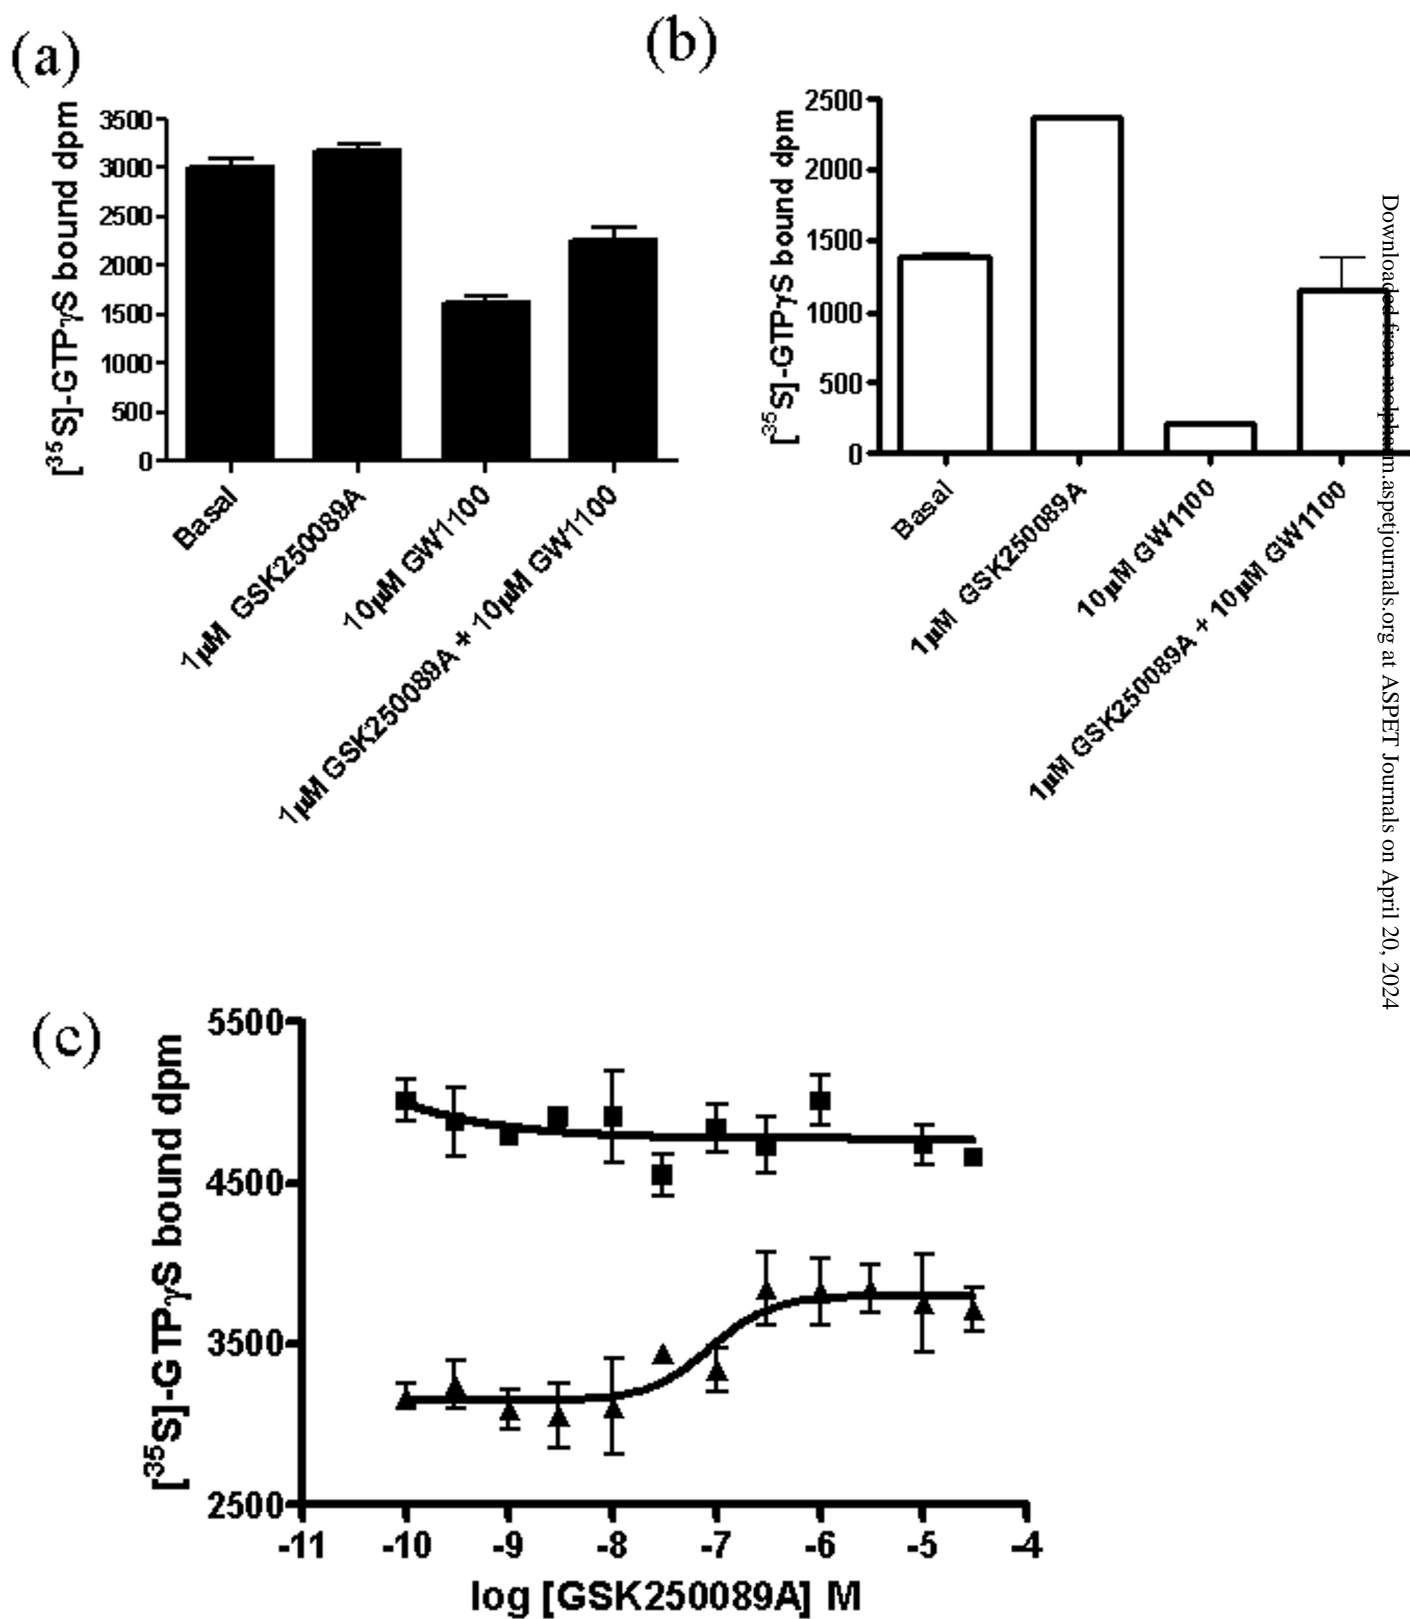 (a)
[³⁵S]-GTPγS bound dpm
3500
3000
2500
2000
1500
1000
500
0
Basal
1µM GSK250089A
10µM GW1100
1µM GSK250089A + 10µM GW1100
(b)
[³⁵S]-GTPγS bound dpm
2500
2000
1500
1000
500
0
Basal
1µM GSK250089A
10µM GW1100
1µM GSK250089A + 10µM GW1100
Downloaded from molpharm.aspetjournals.org at ASPET Journals on April 20, 2024
(c)
[³⁵S]-GTPγS bound dpm
5500
4500
3500
2500
-11 -10 -9 -8 -7 -6 -5 -4
log [GSK250089A] M